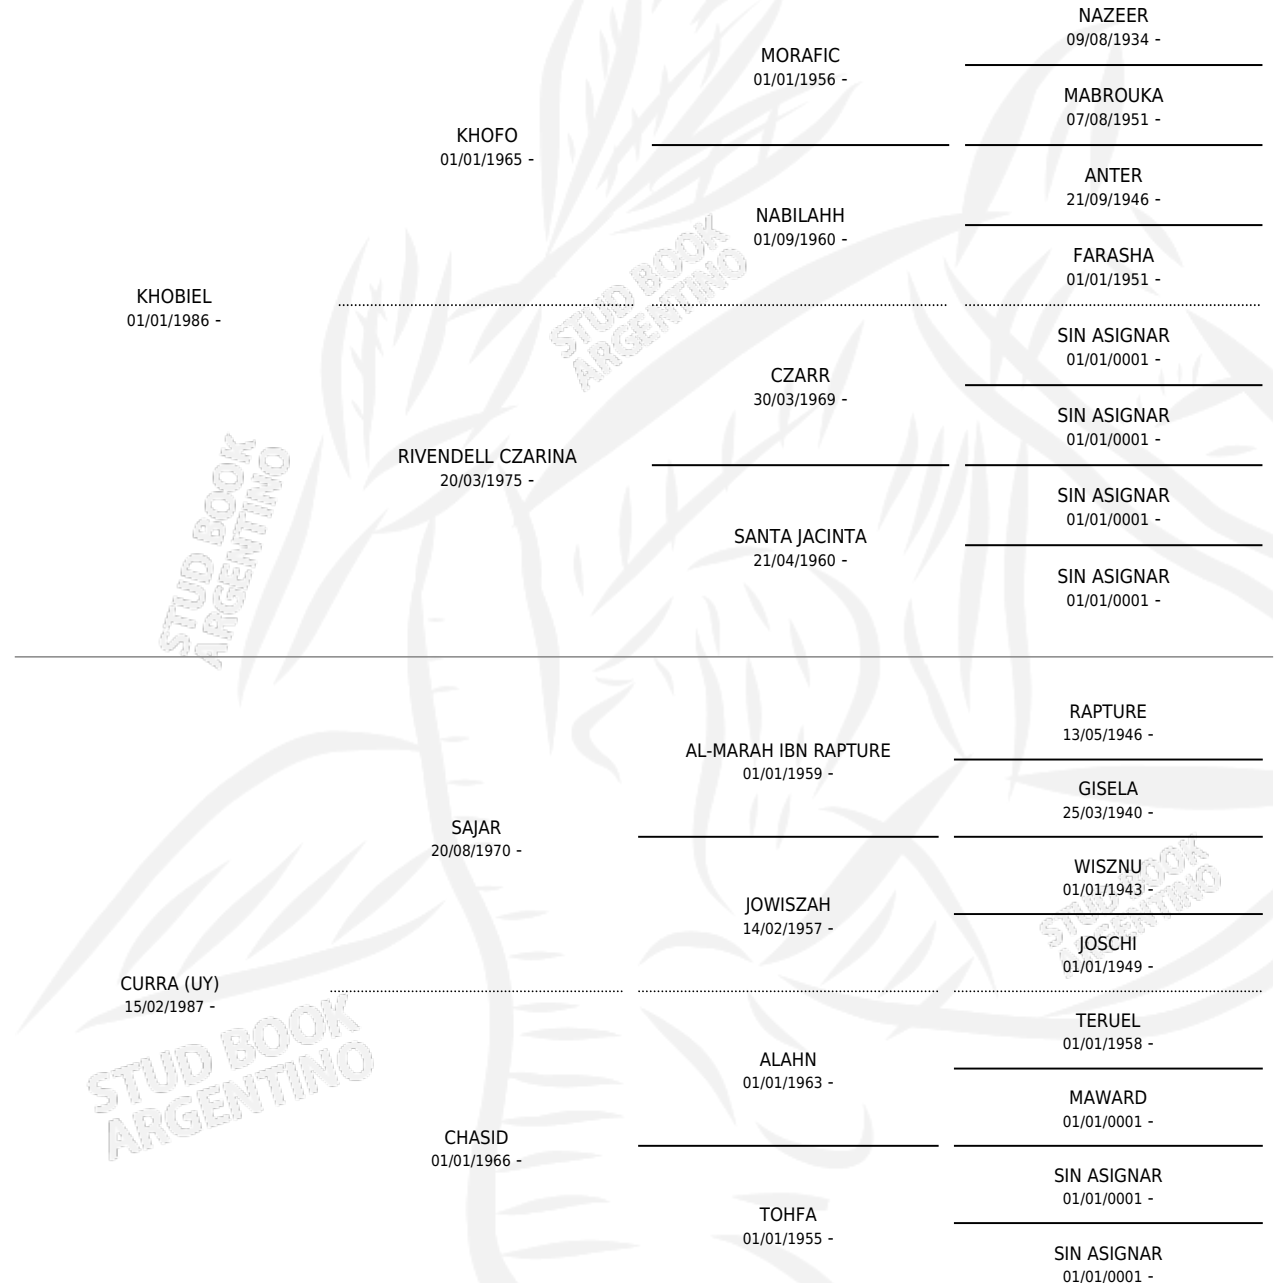 NAZEER
09/08/1934 -
MORAFIC
01/01/1956 -
MABROUKA
07/08/1951 -
KHOFO
01/01/1965 -
ANTER
21/09/1946 -
NABILAHH
01/09/1960 -
FARASHA
01/01/1951 -
KHOBIEL
01/01/1986 -
SIN ASIGNAR
01/01/0001 -
CZARR
30/03/1969 -
SIN ASIGNAR
01/01/0001 -
RIVENDELL CZARINA
20/03/1975 -
SIN ASIGNAR
01/01/0001 -
SANTA JACINTA
21/04/1960 -
SIN ASIGNAR
01/01/0001 -
RAPTURE
13/05/1946 -
AL-MARAH IBN RAPTURE
01/01/1959 -
GISELA
25/03/1940 -
SAJAR
20/08/1970 -
WISZNU
01/01/1943 -
JOWISZAH
14/02/1957 -
JOSCHI
01/01/1949 -
CURRA (UY)
15/02/1987 -
TERUEL
01/01/1958 -
ALAHN
01/01/1963 -
MAWARD
01/01/0001 -
CHASID
01/01/1966 -
SIN ASIGNAR
01/01/0001 -
TOHFA
01/01/1955 -
SIN ASIGNAR
01/01/0001 -
STUD BOOK
ARGENTINO
STUD BOOK
ARGENTINO
STUD BOOK
ARGENTINO
STUD BOOK
ARGENTINO